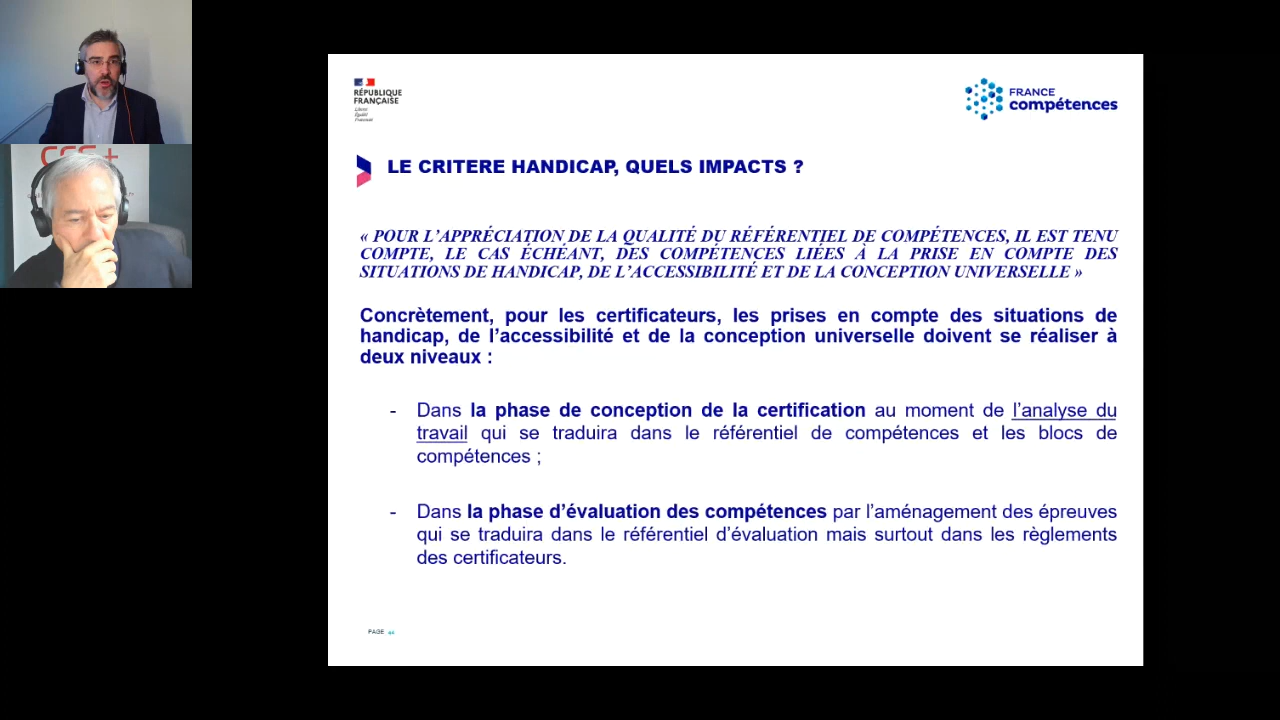 RÉPUBLIQUE
FRANÇAISE
Liberté
Égalité
Fraternité
FRANCE
compétences
LE CRITERE HANDICAP, QUELS IMPACTS ?
« POUR L’APPRÉCIATION DE LA QUALITÉ DU RÉFÉRENTIEL DE COMPÉTENCES, IL EST TENU
COMPTE, LE CAS ÉCHÉANT, DES COMPÉTENCES LIÉES À LA PRISE EN COMPTE DES
SITUATIONS DE HANDICAP, DE L’ACCESSIBILITÉ ET DE LA CONCEPTION UNIVERSELLE »
Concrètement, pour les certificateurs, les prises en compte des situations de
handicap, de l’accessibilité et de la conception universelle doivent se réaliser à
deux niveaux :
- Dans la phase de conception de la certification au moment de l’analyse du
travail qui se traduira dans le référentiel de compétences et les blocs de
compétences ;
- Dans la phase d’évaluation des compétences par l’aménagement des épreuves
qui se traduira dans le référentiel d’évaluation mais surtout dans les règlements
des certificateurs.
PAGE